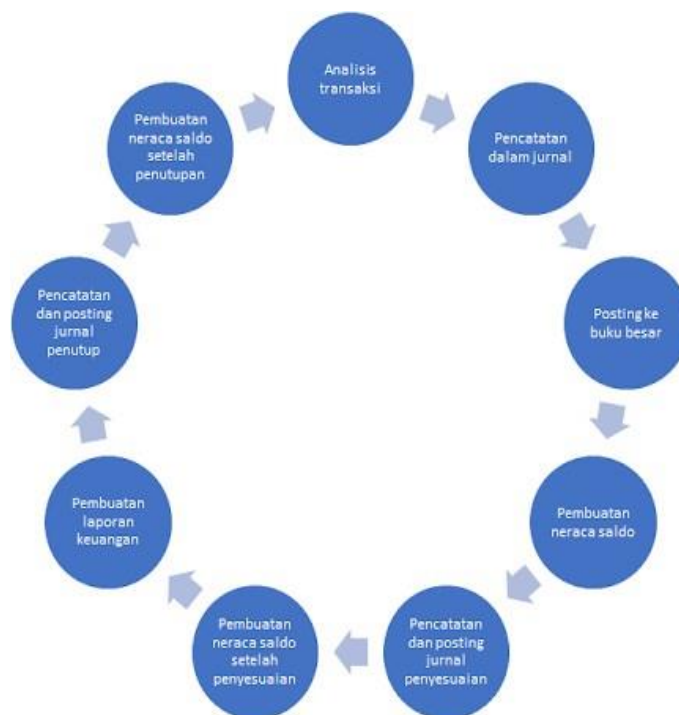 Analisis
transaksi
Pencatatan
dalam jurnal
Posting ke
buku besar
Pembuatan
neraca saldo
Pencatatan
dan posting
jurnal
penyesuaian
Pembuatan
neraca saldo
setelah
penyesuaian
Pembuatan
laporan
keuangan
Pencatatan
dan posting
jurnal
penutup
Pembuatan
neraca saldo
setelah
penutupan